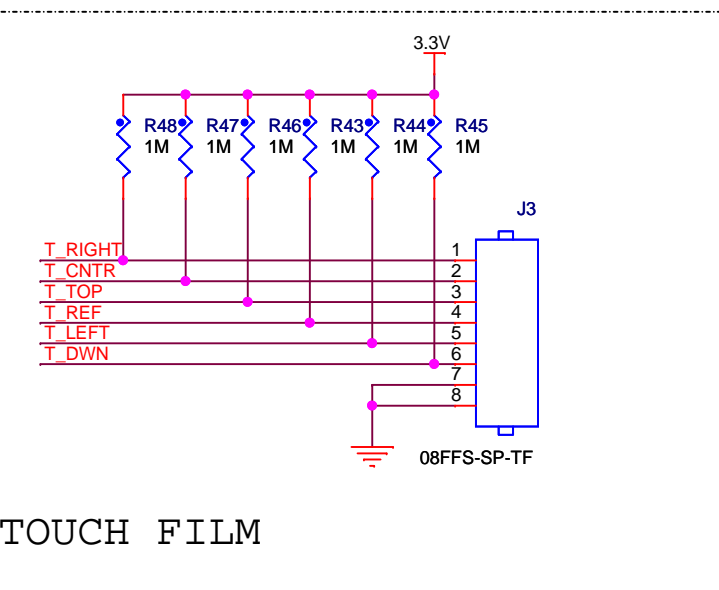 3.3V
R48 R47 R46 R43 R44 R45
1M 1M 1M 1M 1M 1M
J3
T_RIGHT 1
T_CNTR 2
T_TOP 3
T_REF 4
T_LEFT 5
T_DWN 6
7
8
08FFS-SP-TF
TOUCH FILM